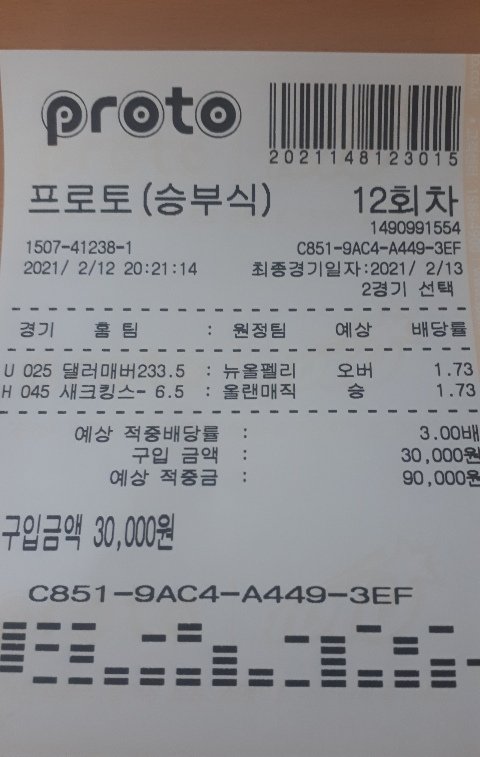 proto
20211148123015
프로토(승부식) 12회차
1490991554
1507-41238-1 C851-9AC4-A449-3EF
2021/ 2/12 20:21:14 최종경기일자:2021/ 2/13
2경기 선택
경기 홈 팀 : 원정팀 예상 배당률
U 025 댈러매버233.5 : 뉴올펠리 오버 1.73
H 045 새크킹스- 6.5 : 올랜매직 승 1.73
예상 적중배당률 : 3.00배
구입 금액 : 30,000원
예상 적중금 : 90,000원
구입금액 30,000원
C851-9AC4-A449-3EF